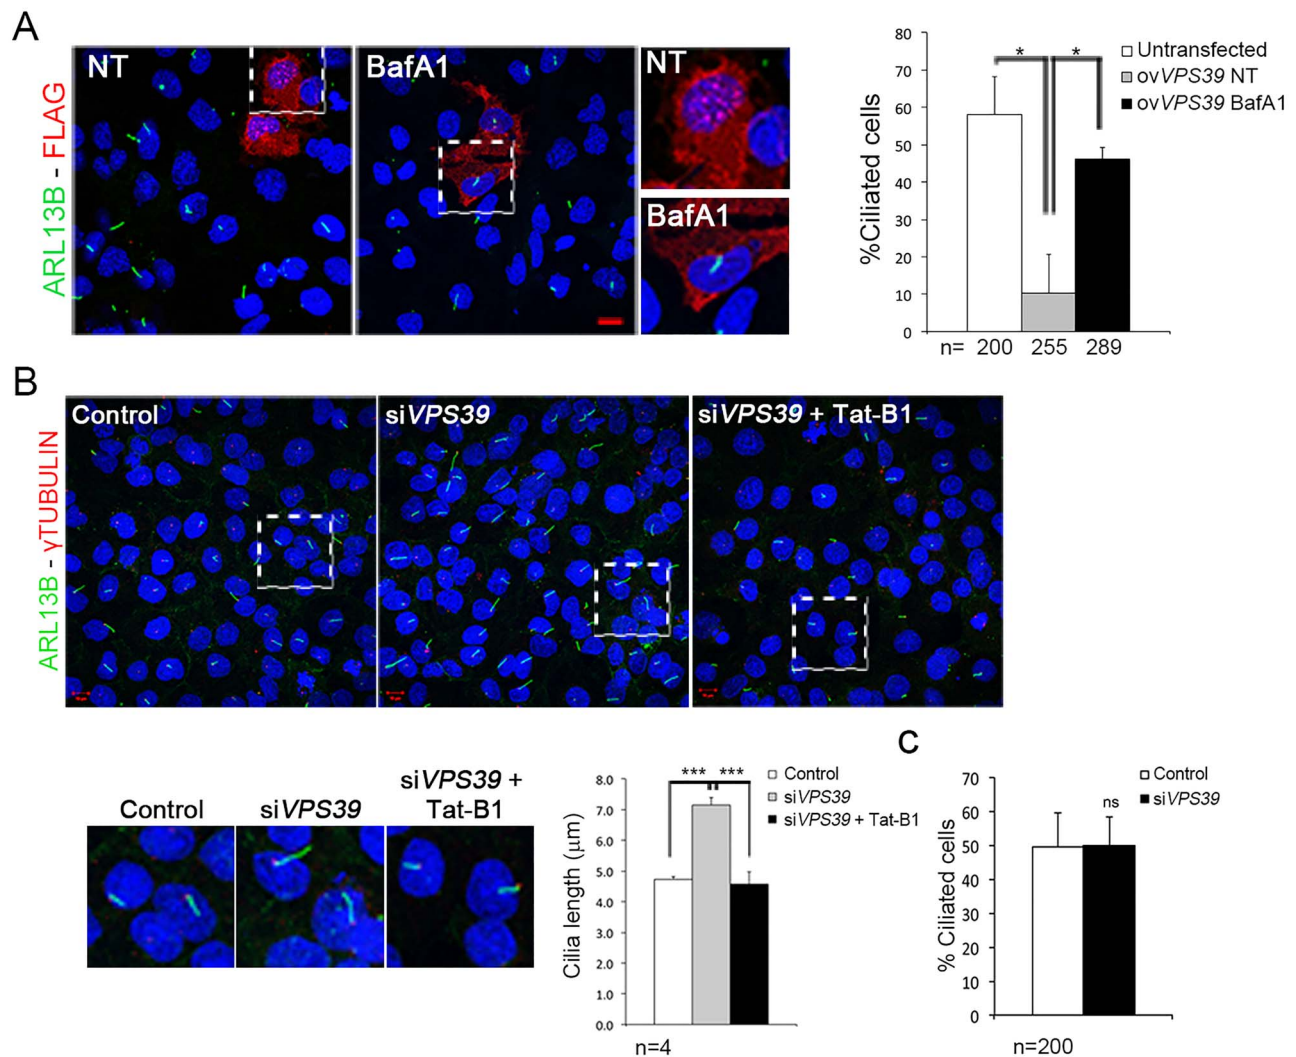 A
ARL13B - FLAG
NT
BafA1
NT
BafA1
%Ciliated cells
80
70
60
50
40
30
20
10
0
* *
Untransfected
ovVPS39 NT
ovVPS39 BafA1
n= 200 255 289
B
ARL13B - γTUBULIN
Control
siVPS39
siVPS39 + Tat-B1
Control
siVPS39
siVPS39 +
Tat-B1
Cilia length (μm)
8.0
7.0
6.0
5.0
4.0
3.0
2.0
1.0
0.0
*** ***
Control
siVPS39
siVPS39 + Tat-B1
n=4
C
% Ciliated cells
70
60
50
40
30
20
10
0
ns
Control
siVPS39
n=200